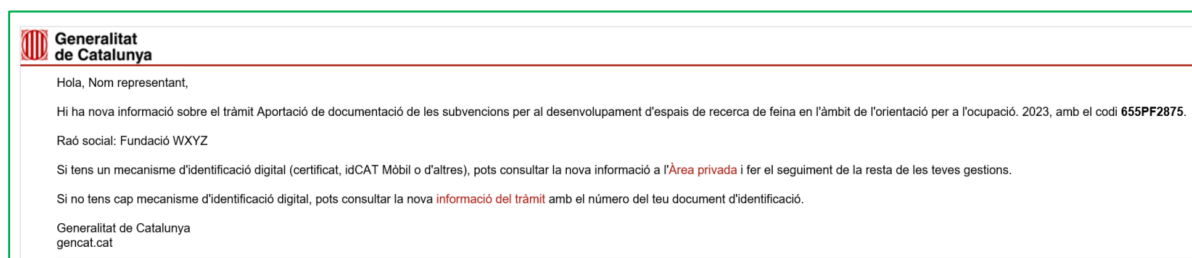 Generalitat
de Catalunya
Hola, Nom representant,
Hi ha nova informació sobre el tràmit Aportació de documentació de les subvencions per al desenvolupament d'espais de recerca de feina en l'àmbit de l'orientació per a l'ocupació. 2023, amb el codi 655PF2875.
Raó social: Fundació WXYZ
Si tens un mecanisme d'identificació digital (certificat, idCAT Mòbil o d'altres), pots consultar la nova informació a l'Àrea privada i fer el seguiment de la resta de les teves gestions.
Si no tens cap mecanisme d'identificació digital, pots consultar la nova informació del tràmit amb el número del teu document d'identificació.
Generalitat de Catalunya
gencat.cat